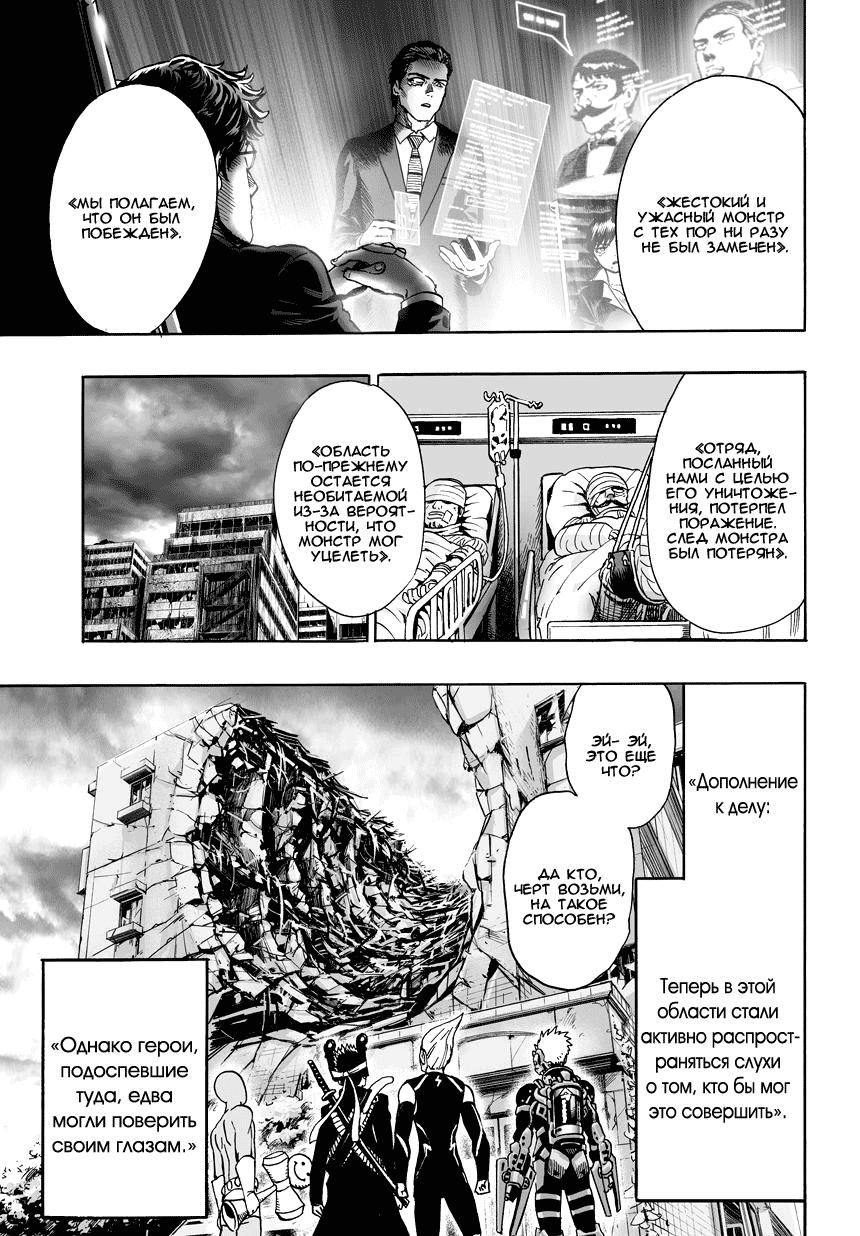 «ЖЕСТОКИЙ И
УЖАСНЫЙ МОНСТР
С ТЕХ ПОР НИ РАЗУ
НЕ БЫЛ ЗАМЕЧЕН».
«МЫ ПОЛАГАЕМ,
ЧТО ОН БЫЛ
ПОБЕЖДЕН».
«ОТРЯД,
ПОСЛАННЫЙ
НАМИ С ЦЕЛЬЮ
ЕГО УНИЧТОЖЕ-
НИЯ, ПОТЕРПЕЛ
ПОРАЖЕНИЕ.
СЛЕД МОНСТРА
БЫЛ ПОТЕРЯН».
«ОБЛАСТЬ
ПО-ПРЕЖНЕМУ
ОСТАЕТСЯ
НЕОБИТАЕМОЙ
ИЗ-ЗА ВЕРОЯТ-
НОСТИ, ЧТО
МОНСТР МОГ
УЦЕЛЕТЬ».
«Дополнение
к делу:
ЭЙ- ЭЙ,
ЭТО ЕЩЕ
ЧТО?
ДА КТО,
ЧЕРТ ВОЗЬМИ,
НА ТАКОЕ
СПОСОБЕН?
Теперь в этой
области стали
активно распрост-
раняться слухи
о том, кто бы мог
это совершить».
«Однако герои,
подоспевшие
туда, едва
могли поверить
своим глазам.»